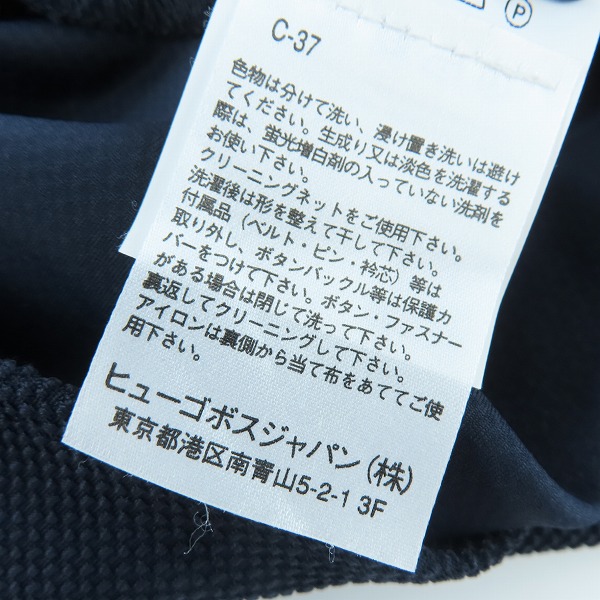 P
C-37
色物は分けて洗い、浸け置き洗いは避け
てください。生成り又は淡色を洗濯する
際は、蛍光増白剤の入っていない洗剤を
お使い下さい。
クリーニングネットをご使用下さい。
洗濯後は形を整えて干して下さい。
付属品（ベルト・ピン・衿芯）等は
取り外し、ボタンバックル等は保護カ
バーをつけて下さい。ボタン・ファスナー
がある場合は閉じて洗って下さい。
裏返してクリーニングして下さい。
アイロンは裏側から当て布をあててご使
用下さい。
ヒューゴボスジャパン（株）
東京都港区南青山5-2-1 3F